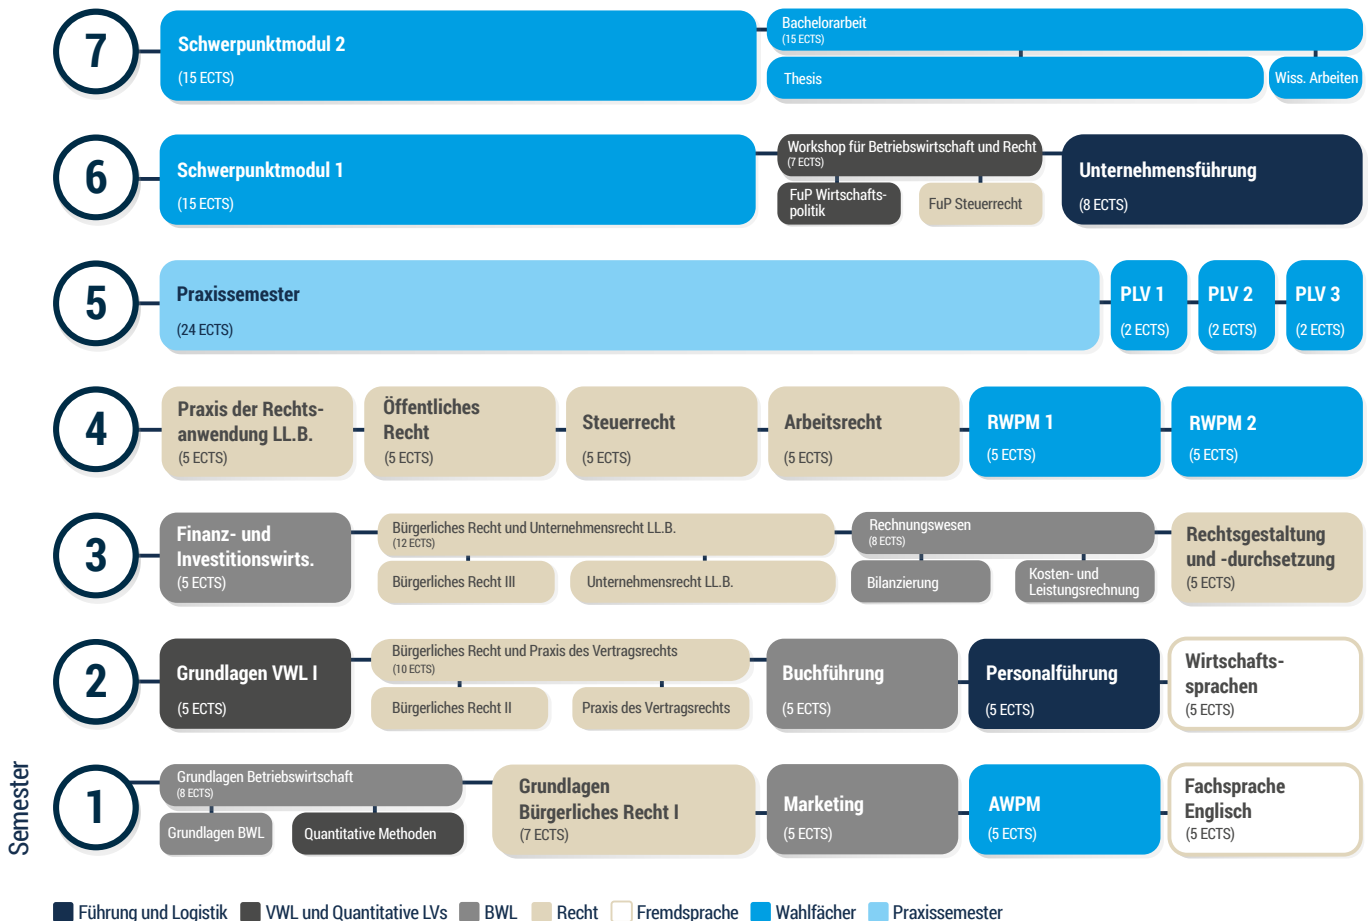 7
Schwerpunktmodul 2
(15 ECTS)
Bachelorarbeit
(15 ECTS)
Thesis
Wiss. Arbeiten
6
Schwerpunktmodul 1
(15 ECTS)
Workshop für Betriebswirtschaft und Recht
(7 ECTS)
FuP Wirtschafts-
politik
FuP Steuerrecht
Unternehmensführung
(8 ECTS)
5
Praxissemester
(24 ECTS)
PLV 1
(2 ECTS)
PLV 2
(2 ECTS)
PLV 3
(2 ECTS)
4
Praxis der Rechts-
anwendung LL.B.
(5 ECTS)
Öffentliches
Recht
(5 ECTS)
Steuerrecht
(5 ECTS)
Arbeitsrecht
(5 ECTS)
RWPM 1
(5 ECTS)
RWPM 2
(5 ECTS)
3
Finanz- und
Investitionswirts.
(5 ECTS)
Bürgerliches Recht und Unternehmensrecht LL.B.
(12 ECTS)
Bürgerliches Recht III
Unternehmensrecht LL.B.
Rechnungswesen
(8 ECTS)
Bilanzierung
Kosten- und
Leistungsrechnung
Rechtsgestaltung
und -durchsetzung
(5 ECTS)
2
Grundlagen VWL I
(5 ECTS)
Bürgerliches Recht und Praxis des Vertragsrechts
(10 ECTS)
Bürgerliches Recht II
Praxis des Vertragsrechts
Buchführung
(5 ECTS)
Personalführung
(5 ECTS)
Wirtschafts-
sprachen
(5 ECTS)
Semester
1
Grundlagen Betriebswirtschaft
(8 ECTS)
Grundlagen BWL
Quantitative Methoden
Grundlagen
Bürgerliches Recht I
(7 ECTS)
Marketing
(5 ECTS)
AWPM
(5 ECTS)
Fachsprache
Englisch
(5 ECTS)
Führung und Logistik VWL und Quantitative LVs BWL Recht Fremdsprache Wahlfächer Praxissemester